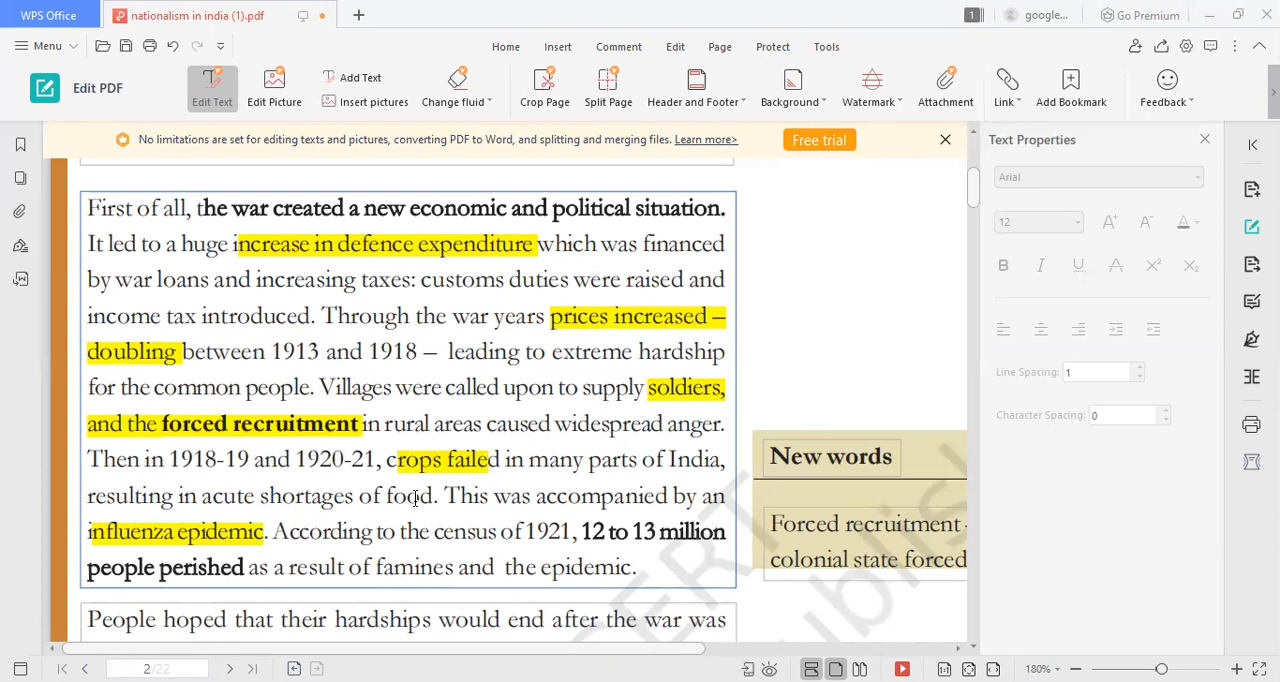 WPS Office
nationalism in india (1).pdf
1
google...
Go Premium
Menu
Home Insert Comment Edit Page Protect Tools
Edit PDF
Edit Text
Edit Picture
Add Text
Insert pictures
Change fluid
Crop Page
Split Page
Header and Footer
Background
Watermark
Attachment
Link
Add Bookmark
Feedback
No limitations are set for editing texts and pictures, converting PDF to Word, and splitting and merging files. Learn more>
Free trial
First of all, the war created a new economic and political situation.
It led to a huge increase in defence expenditure which was financed
by war loans and increasing taxes: customs duties were raised and
income tax introduced. Through the war years prices increased –
doubling between 1913 and 1918 – leading to extreme hardship
for the common people. Villages were called upon to supply soldiers,
and the forced recruitment in rural areas caused widespread anger.
Then in 1918-19 and 1920-21, crops failed in many parts of India,
resulting in acute shortages of food. This was accompanied by an
influenza epidemic. According to the census of 1921, 12 to 13 million
people perished as a result of famines and the epidemic.
People hoped that their hardships would end after the war was
New words
Forced recruitment -
colonial state forced
Text Properties
Arial
12
Line Spacing: 1
Character Spacing: 0
2/22
180%